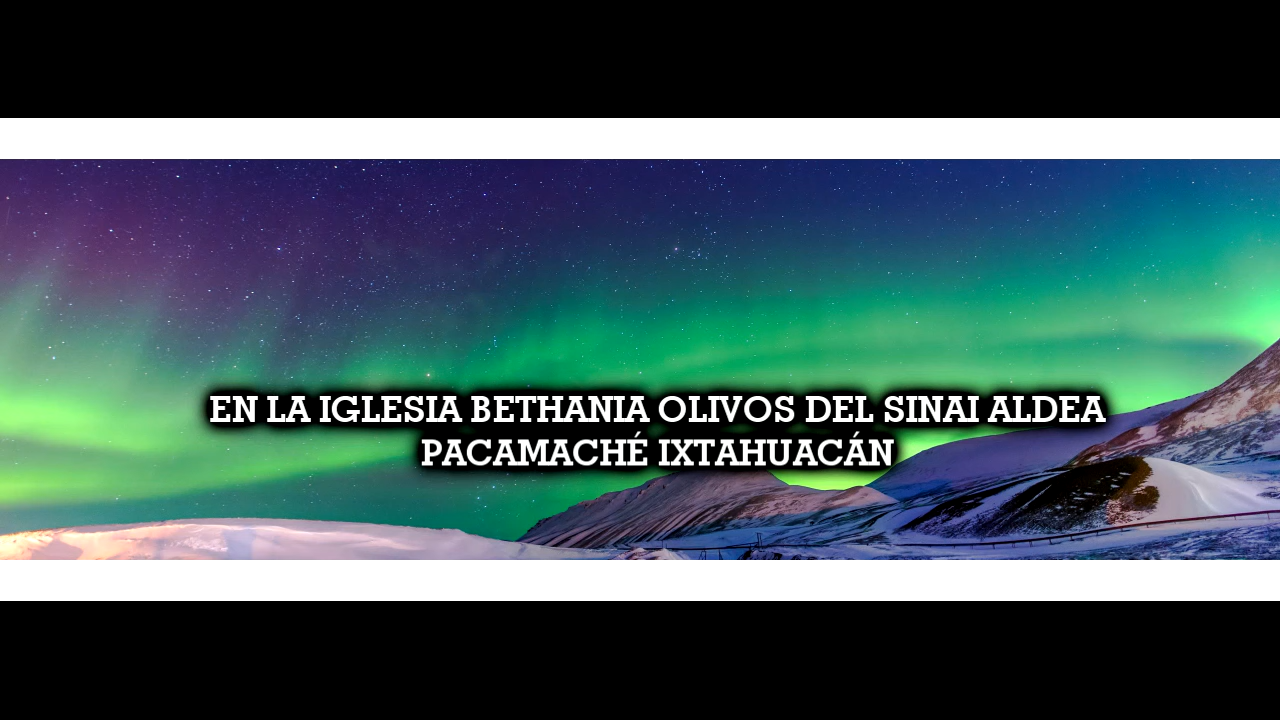 EN LA IGLESIA BETHANIA OLIVOS DEL SINAI ALDEA
PACAMACHÉ IXTAHUACÁN